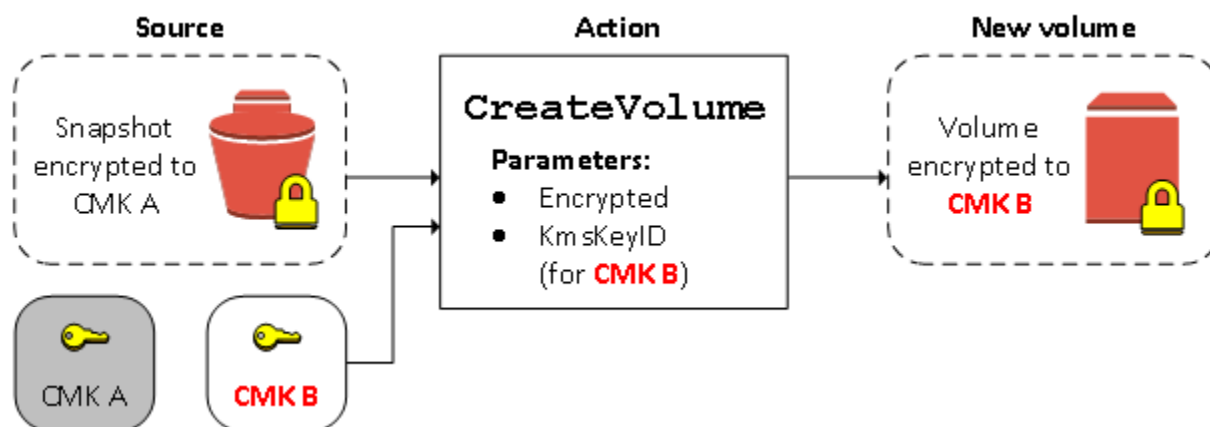 Source
Action
New volume
Snapshot
encrypted to
CMK A
CreateVolume
Parameters:
● Encrypted
● KmsKeyID
(for CMK B)
Volume
encrypted to
CMK B
CMK A
CMK B